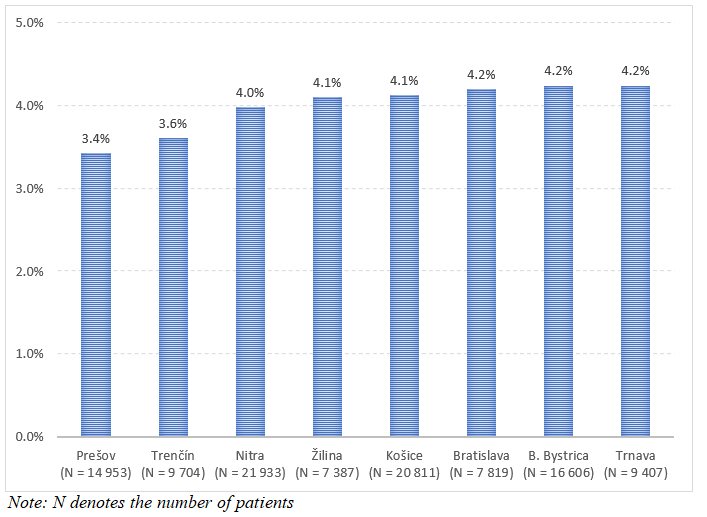 5.0%
4.0%
3.0%
2.0%
1.0%
0.0%
3.4%
3.6%
4.0%
4.1%
4.1%
4.2%
4.2%
4.2%
Prešov
(N = 14 953)
Trenčín
(N = 9 704)
Nitra
(N = 21 933)
Žilina
(N = 7 387)
Košice
(N = 20 811)
Bratislava
(N = 7 819)
B. Bystrica
(N = 16 606)
Trnava
(N = 9 407)
Note: N denotes the number of patients